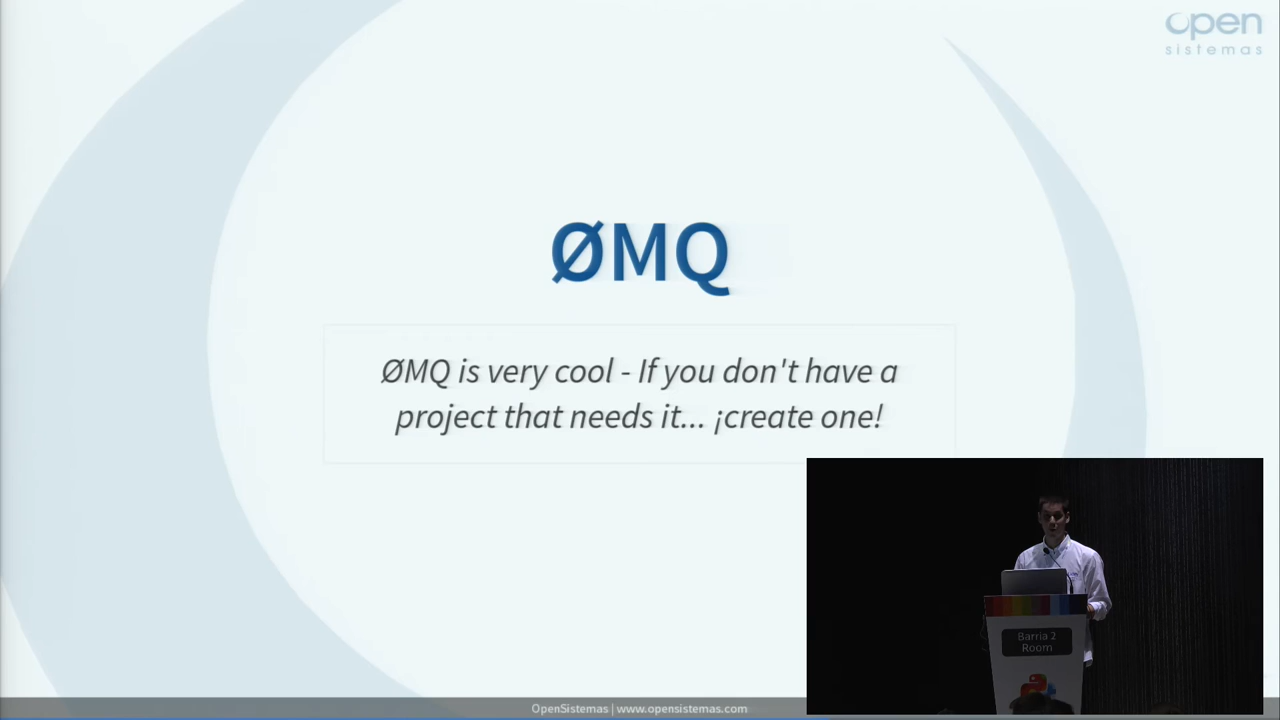 open
sistemas
ØMQ
ØMQ is very cool - If you don't have a
project that needs it... ¡create one!
Barria 2
Room
OpenSistemas | www.opensistemas.com